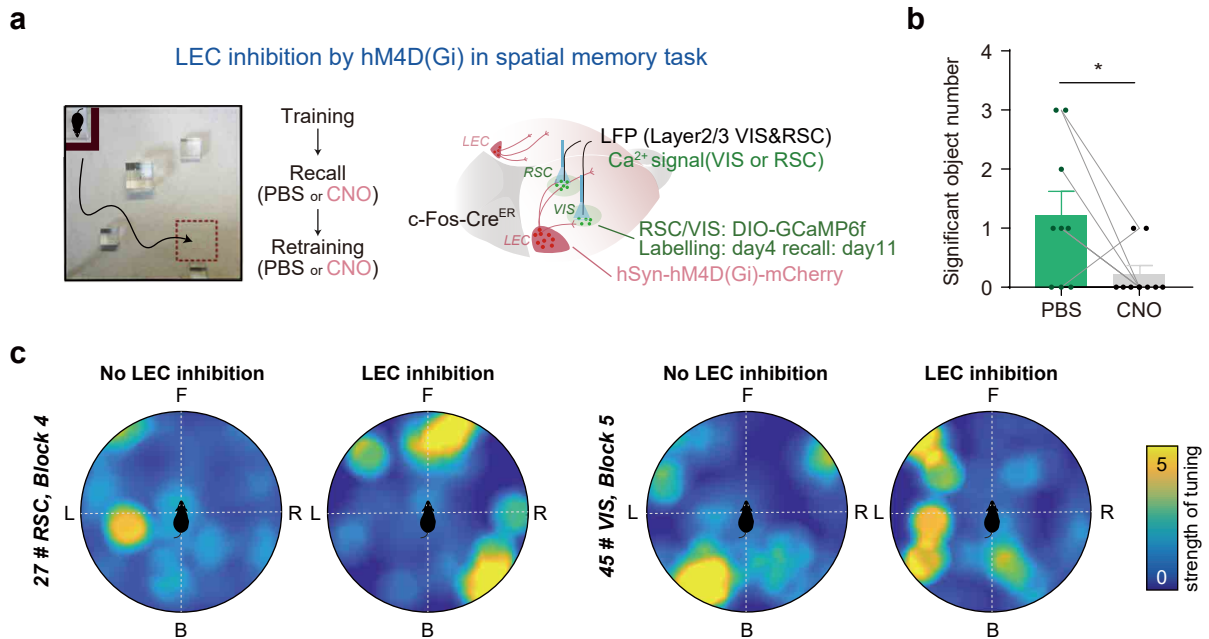 a
LEC inhibition by hM4D(Gi) in spatial memory task
Training
Recall
(PBS or CNO)
Retraining
(PBS or CNO)
LEC
RSC
VIS
LEC
c-Fos-CreER
LFP (Layer2/3 VIS&RSC)
Ca2+ signal(VIS or RSC)
RSC/VIS: DIO-GCaMP6f
Labelling: day4 recall: day11
hSyn-hM4D(Gi)-mCherry
b
Significant object number
4
3
2
1
0
*
PBS
CNO
c
27 # RSC, Block 4
No LEC inhibition
F
L
B
LEC inhibition
F
R
B
45 # VIS, Block 5
No LEC inhibition
F
L
B
LEC inhibition
F
R
B
5
0
strength of tuning